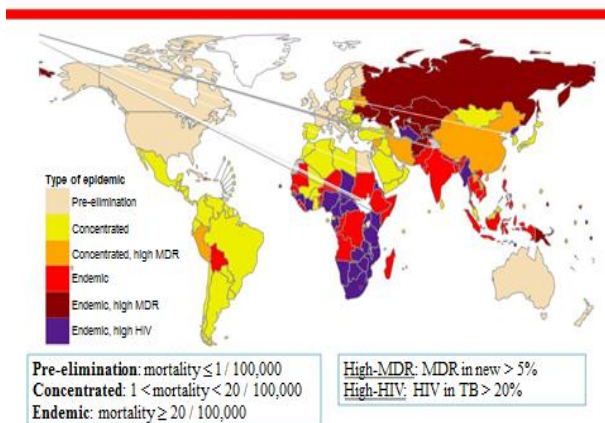 Type of epidemic
Pre-elimination
Concentrated
Concentrated, high MDR
Endemic
Endemic, high MDR
Endemic, high HIV
Pre-elimination: mortality ≤ 1 / 100,000
Concentrated: 1 < mortality < 20 / 100,000
Endemic: mortality ≥ 20 / 100,000
High-MDR: MDR in new > 5%
High-HIV: HIV in TB > 20%